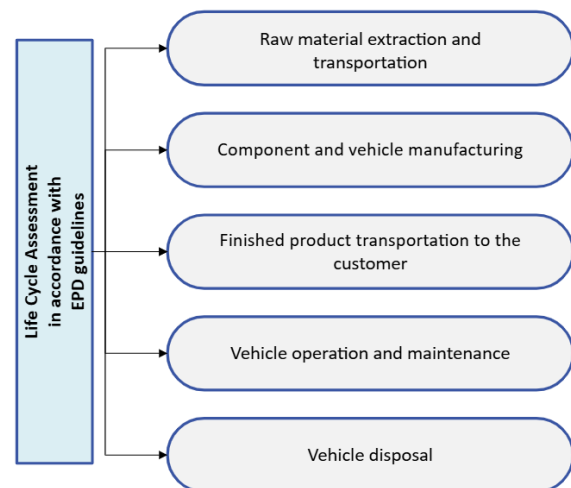 Life Cycle Assessment
in accordance with
EPD guidelines
Raw material extraction and
transportation
Component and vehicle manufacturing
Finished product transportation to the
customer
Vehicle operation and maintenance
Vehicle disposal